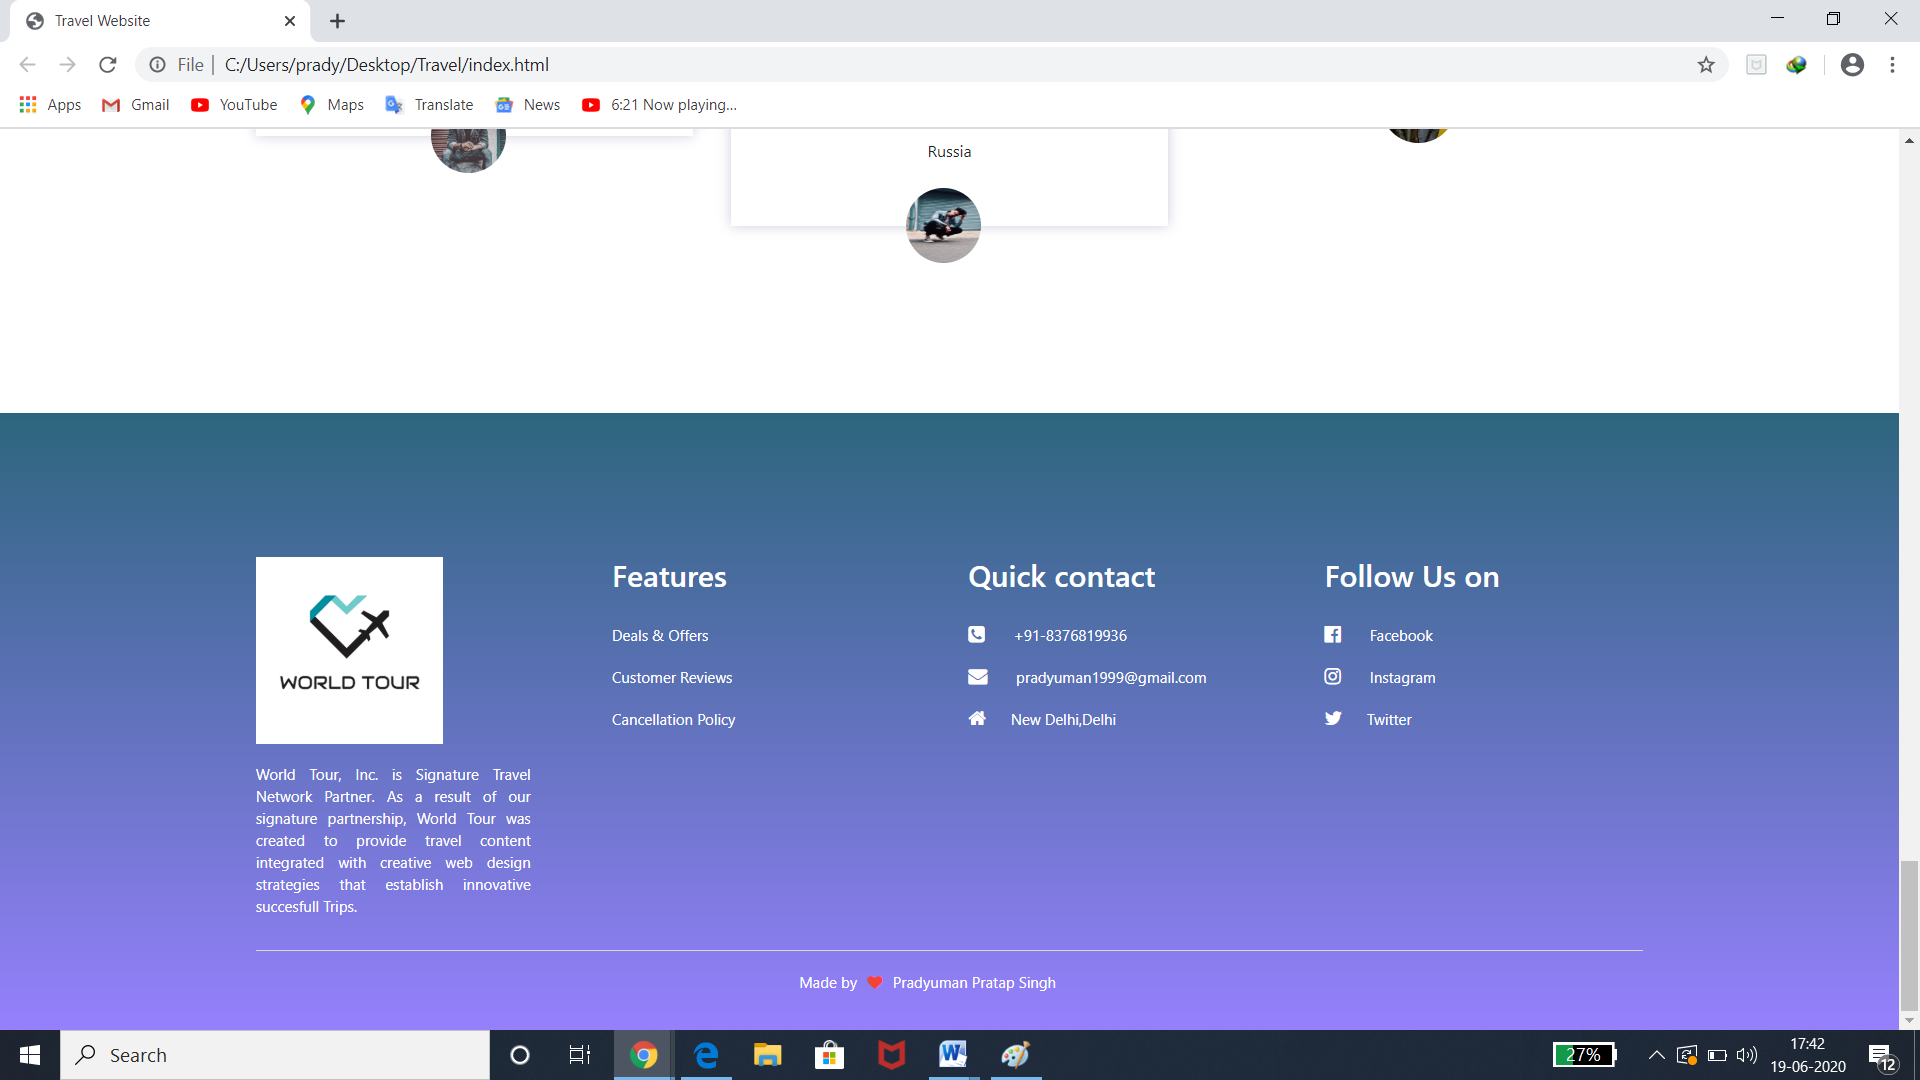 Travel Website
File | C:/Users/prady/Desktop/Travel/index.html
Apps Gmail YouTube Maps Translate News 6:21 Now playing...
Russia
WORLD TOUR
World Tour, Inc. is Signature Travel
Network Partner. As a result of our
signature partnership, World Tour was
created to provide travel content
integrated with creative web design
strategies that establish innovative
succesfull Trips.
Features
Deals & Offers
Customer Reviews
Cancellation Policy
Quick contact
+91-8376819936
pradyuman1999@gmail.com
New Delhi,Delhi
Follow Us on
Facebook
Instagram
Twitter
Made by Pradyuman Pratap Singh
Search
27%
17:42
19-06-2020
12